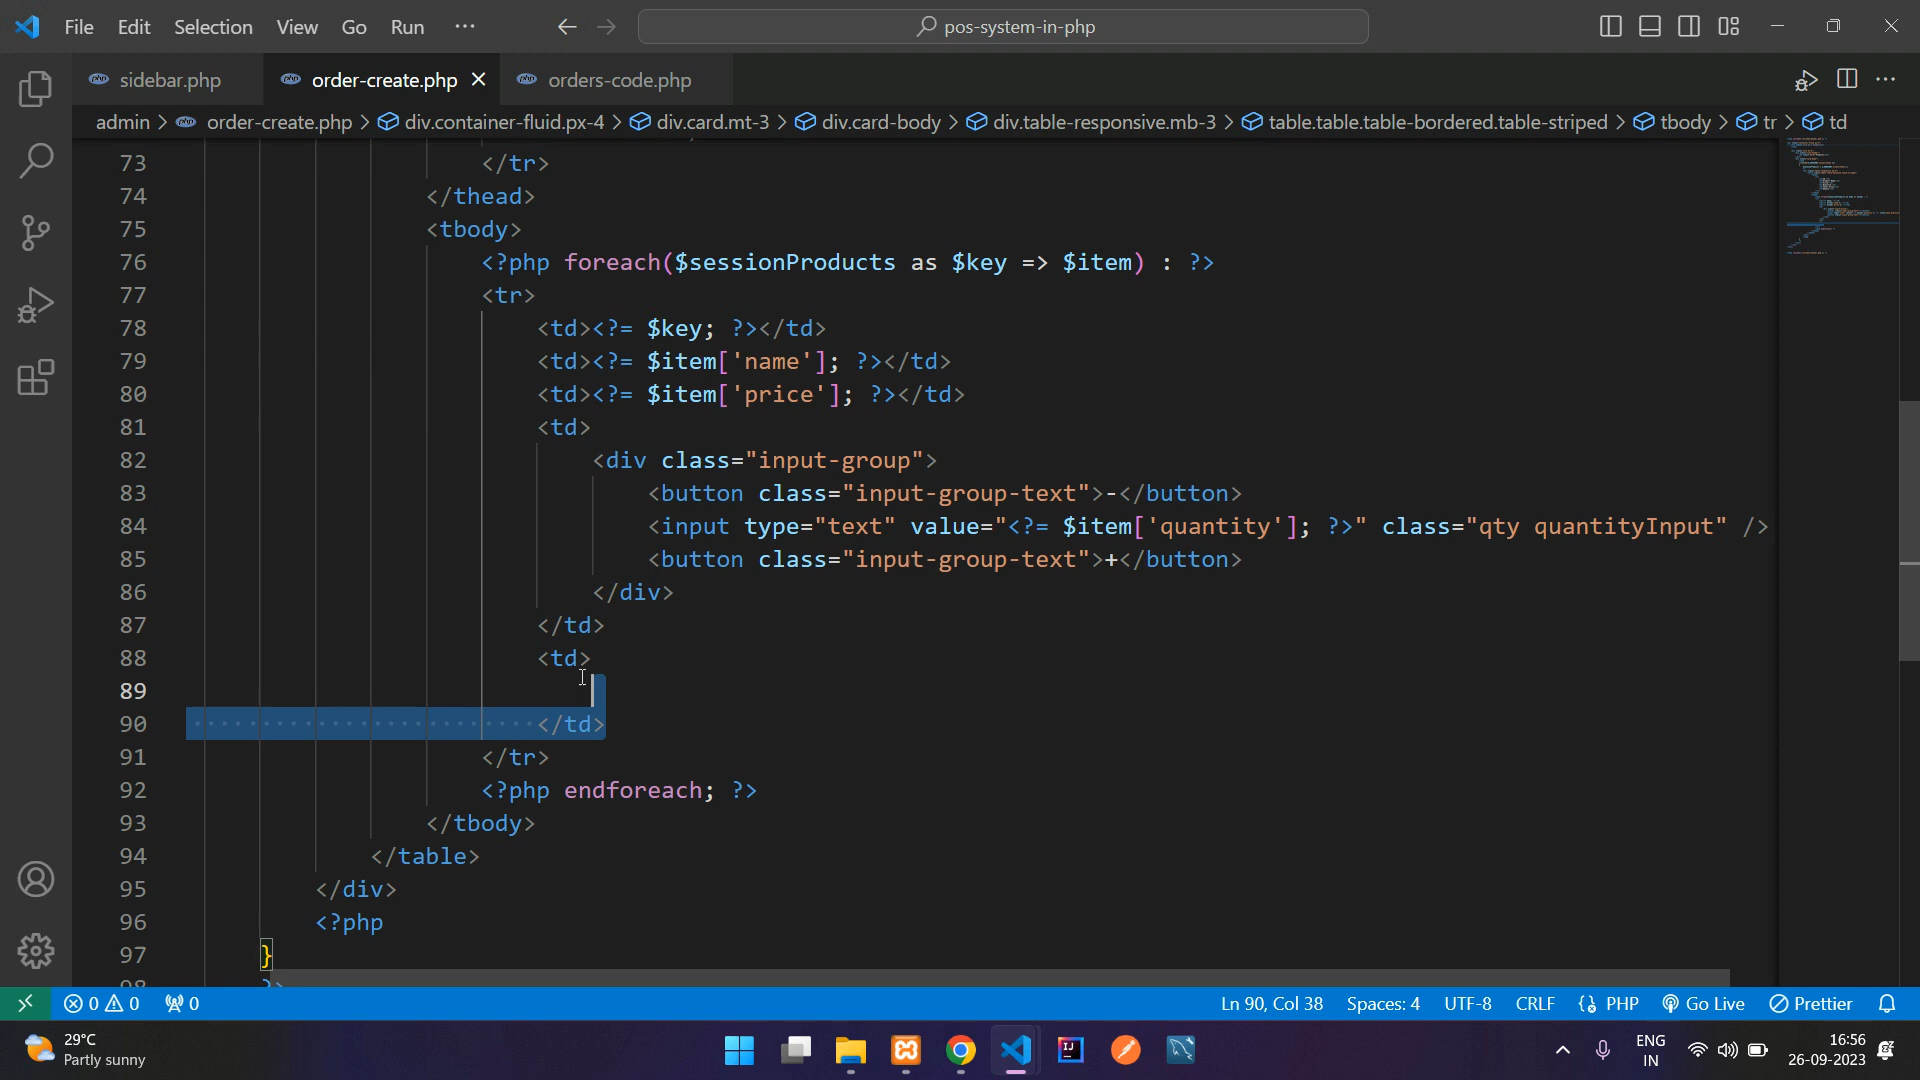 File Edit Selection View Go Run ··· pos-system-in-php
sidebar.php order-create.php orders-code.php
admin > order-create.php > div.container-fluid.px-4 > div.card.mt-3 > div.card-body > div.table-responsive.mb-3 > table.table.table-bordered.table-striped > tbody > tr > td
73 </tr>
74 </thead>
75 <tbody>
76 <?php foreach($sessionProducts as $key => $item) : ?>
77 <tr>
78 <td><?= $key; ?></td>
79 <td><?= $item['name']; ?></td>
80 <td><?= $item['price']; ?></td>
81 <td>
82 <div class="input-group">
83 <button class="input-group-text">-</button>
84 <input type="text" value="<?= $item['quantity']; ?>" class="qty quantityInput" />
85 <button class="input-group-text">+</button>
86 </div>
87 </td>
88 <td>
89
90 </td>
91 </tr>
92 <?php endforeach; ?>
93 </tbody>
94 </table>
95 </div>
96 <?php
97 }
98 ?>
0 0 0 Ln 90, Col 38 Spaces: 4 UTF-8 CRLF PHP Go Live Prettier
29°C
Partly sunny
ENG
IN
16:56
26-09-2023